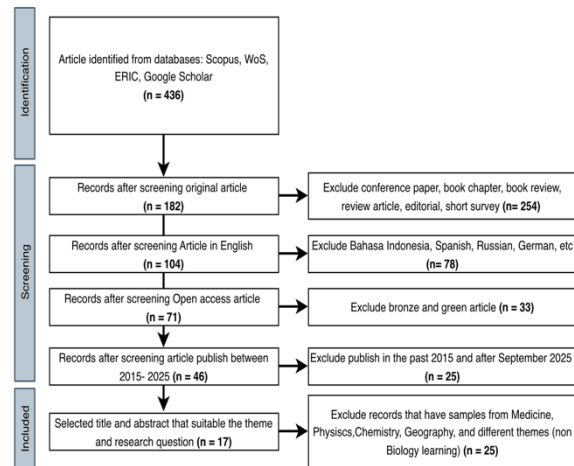 Identification
Article identified from databases: Scopus, WoS,
ERIC, Google Scholar
(n = 436)
Screening
Records after screening original article
(n = 182)
Exclude conference paper, book chapter, book review,
review article, editorial, short survey (n= 254)
Records after screening Article in English
(n = 104)
Exclude Bahasa Indonesia, Spanish, Russian, German, etc
(n= 78)
Records after screening Open access article
(n = 71)
Exclude bronze and green article (n = 33)
Records after screening article publish between
2015- 2025 (n = 46)
Exclude publish in the past 2015 and after September 2025
(n = 25)
Included
Selected title and abstract that suitable the theme
and research question (n = 17)
Exclude records that have samples from Medicine,
Physiscs,Chemistry, Geography, and different themes (non
Biology learning) (n = 25)